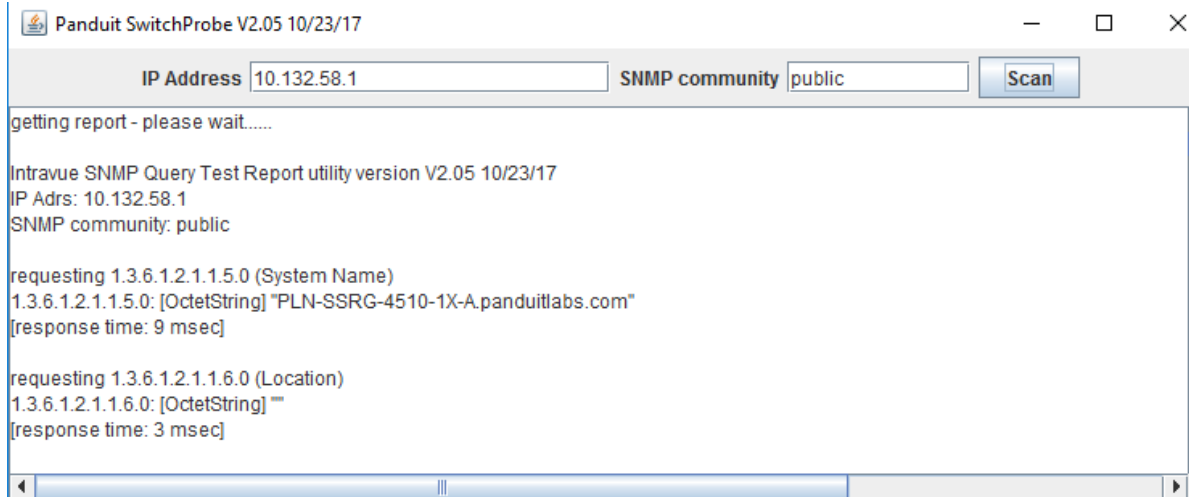 Panduit SwitchProbe V2.05 10/23/17
IP Address 10.132.58.1 SNMP community public Scan
getting report - please wait......
Intravue SNMP Query Test Report utility version V2.05 10/23/17
IP Adrs: 10.132.58.1
SNMP community: public
requesting 1.3.6.1.2.1.1.5.0 (System Name)
1.3.6.1.2.1.1.5.0: [OctetString] "PLN-SSRG-4510-1X-A.panduitlabs.com"
[response time: 9 msec]
requesting 1.3.6.1.2.1.1.6.0 (Location)
1.3.6.1.2.1.1.6.0: [OctetString] ""
[response time: 3 msec]